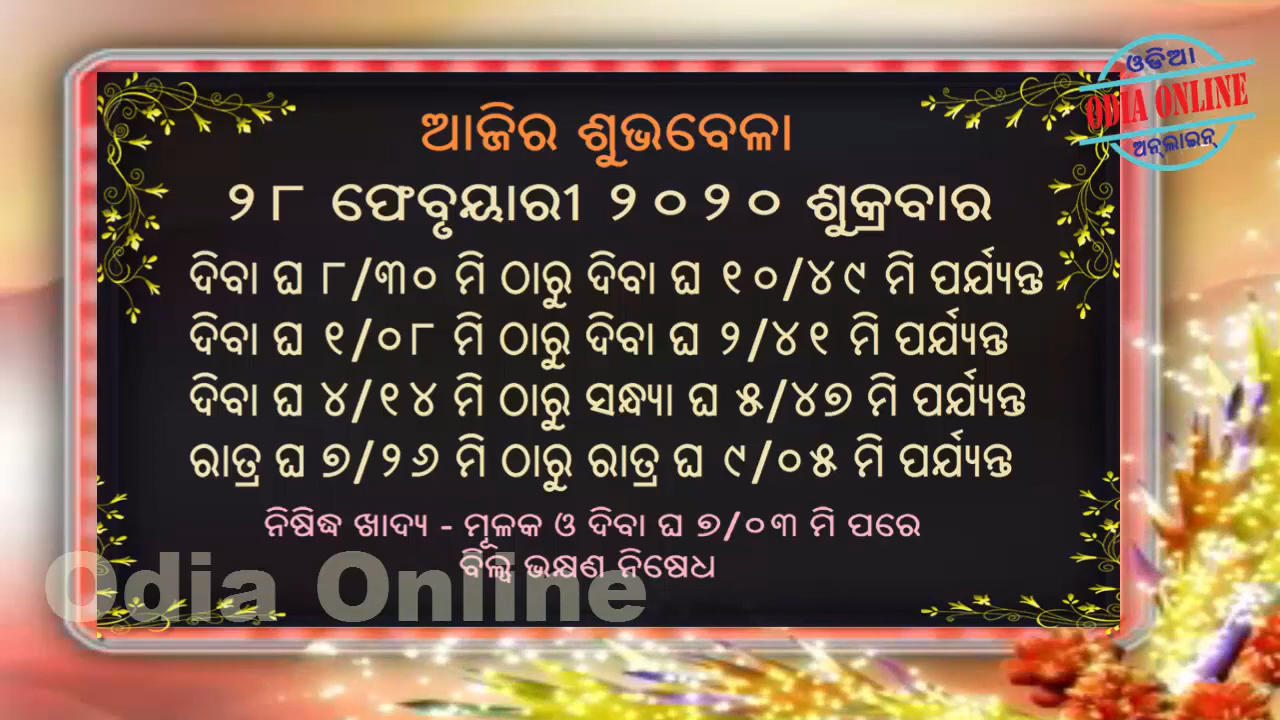 ଓଡିଆ
ODIA ONLINE
ଅନ୍‌ଲାଇନ୍
ଆଜିର ଶୁଭବେଳା
୨୮ ଫେବୃୟାରୀ ୨୦୨୦ ଶୁକ୍ରବାର
ଦିବା ଘ ୮/୩୦ ମି ଠାରୁ ଦିବା ଘ ୧୦/୪୯ ମି ପର୍ଯ୍ୟନ୍ତ
ଦିବା ଘ ୧/୦୮ ମି ଠାରୁ ଦିବା ଘ ୨/୪୧ ମି ପର୍ଯ୍ୟନ୍ତ
ଦିବା ଘ ୪/୧୪ ମି ଠାରୁ ସନ୍ଧ୍ୟା ଘ ୫/୪୭ ମି ପର୍ଯ୍ୟନ୍ତ
ରାତ୍ର ଘ ୭/୨୬ ମି ଠାରୁ ରାତ୍ର ଘ ୯/୦୫ ମି ପର୍ଯ୍ୟନ୍ତ
ନିଷିଦ୍ଧ ଖାଦ୍ୟ - ମୂଳକ ଓ ଦିବା ଘ ୭/୦୩ ମି ପରେ
ବିଲ୍ୱ ଭକ୍ଷଣ ନିଷେଧ
Odia Online